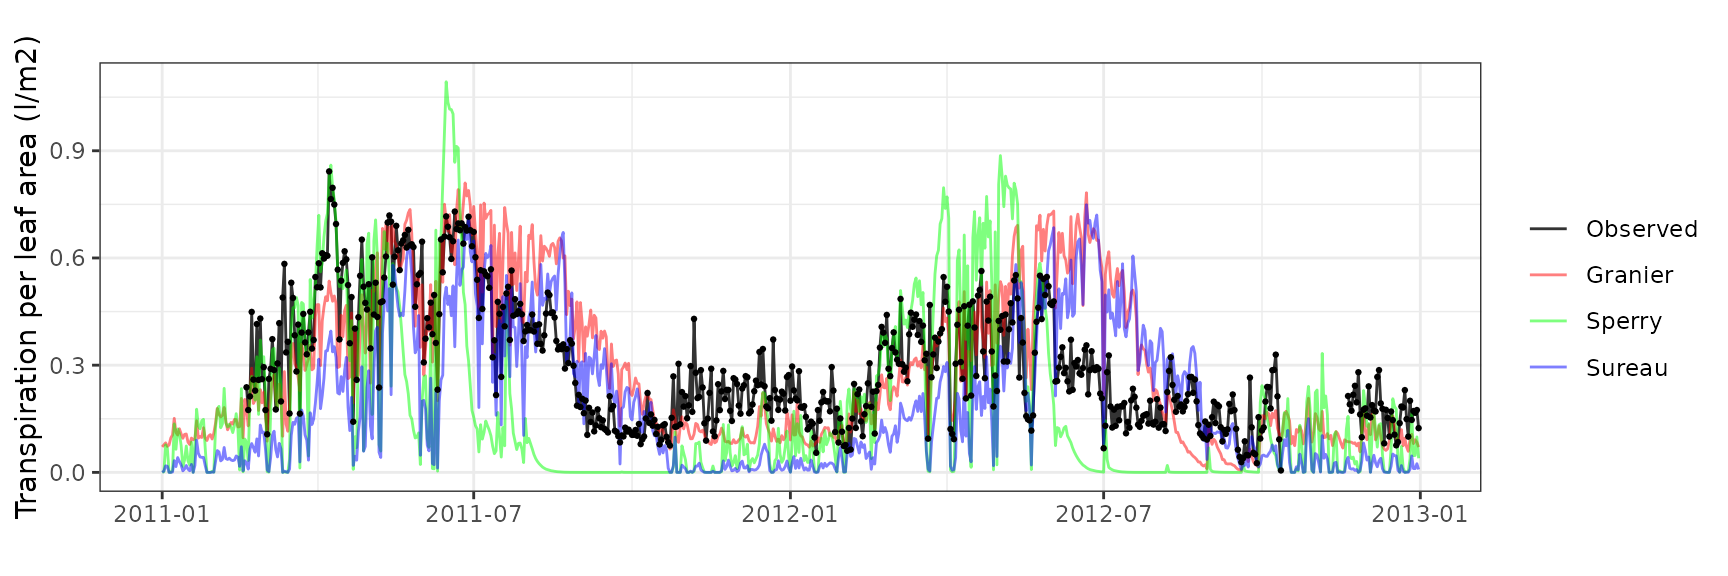 Transpiration per leaf area (l/m2)
0.9
0.6
0.3
0.0
2011-01
2011-07
2012-01
2012-07
2013-01
Observed
Granier
Sperry
Sureau